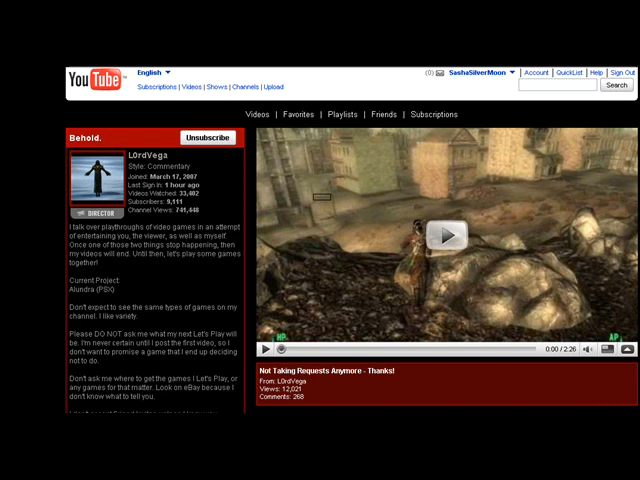 YouTube™
English
(0) SashaSilverMoon | Account | QuickList | Help | Sign Out
Subscriptions | Videos | Shows | Channels | Upload
Search
Videos | Favorites | Playlists | Friends | Subscriptions
Behold.
Unsubscribe
L0rdVega
Style: Commentary
Joined: March 17, 2007
Last Sign In: 1 hour ago
Videos Watched: 33,402
Subscribers: 9,111
Channel Views: 741,448
DIRECTOR
I talk over playthroughs of video games in an attempt
of entertaining you, the viewer, as well as myself.
Once one of those two things stop happening, then
my videos will end. Until then, let's play some games
together!
Current Project:
Alundra (PSX)
Don't expect to see the same types of games on my
channel. I like variety.
Please DO NOT ask me what my next Let's Play will
be. I'm never certain until I post the first video, so I
don't want to promise a game that I end up deciding
not to do.
Don't ask me where to get the games I Let's Play, or
any games for that matter. Look on eBay because I
don't know what to tell you.
HP
AP
0:00 / 2:26
Not Taking Requests Anymore - Thanks!
From: L0rdVega
Views: 12,021
Comments: 268